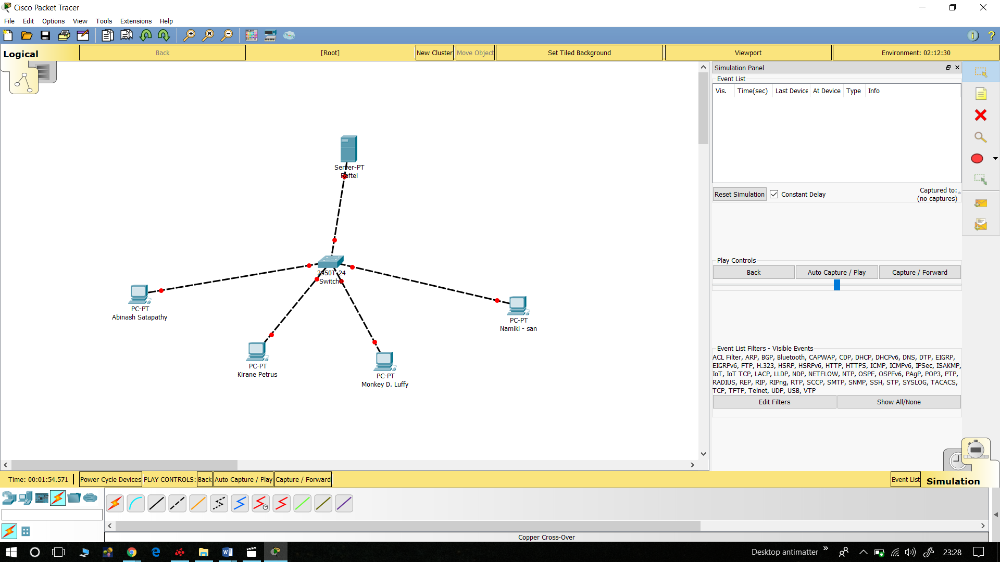 Cisco Packet Tracer
File Edit Options View Tools Extensions Help
Logical Back [Root] New Cluster Move Object Set Tiled Background Viewport Environment: 02:12:30
Simulation Panel
Event List
Vis. Time(sec) Last Device At Device Type Info
Server-PT
Raftel
Reset Simulation Constant Delay Captured to:
(no captures)
2950T-24
Switch0
Play Controls
Back Auto Capture / Play Capture / Forward
PC-PT
Abinash Satapathy
PC-PT
Namiki - san
PC-PT
Kirane Petrus
PC-PT
Monkey D. Luffy
Event List Filters - Visible Events
ACL Filter, ARP, BGP, Bluetooth, CAPWAP, CDP, DHCP, DHCPv6, DNS, DTP, EIGRP,
EIGRPv6, FTP, H.323, HSRP, HSRPv6, HTTP, HTTPS, ICMP, ICMPv6, IPSec, ISAKMP,
IoT, IoT TCP, LACP, LLDP, NDP, NETFLOW, NTP, OSPF, OSPFv6, PAgP, POP3, PTP,
RADIUS, REP, RIP, RIPng, RTP, SCCP, SMTP, SNMP, SSH, STP, SYSLOG, TACACS,
TCP, TFTP, Telnet, UDP, USB, VTP
Edit Filters Show All/None
Time: 00:01:54.571 Power Cycle Devices PLAY CONTROLS: Back Auto Capture / Play Capture / Forward Event List Simulation
Copper Cross-Over
Desktop antimatter 23:28